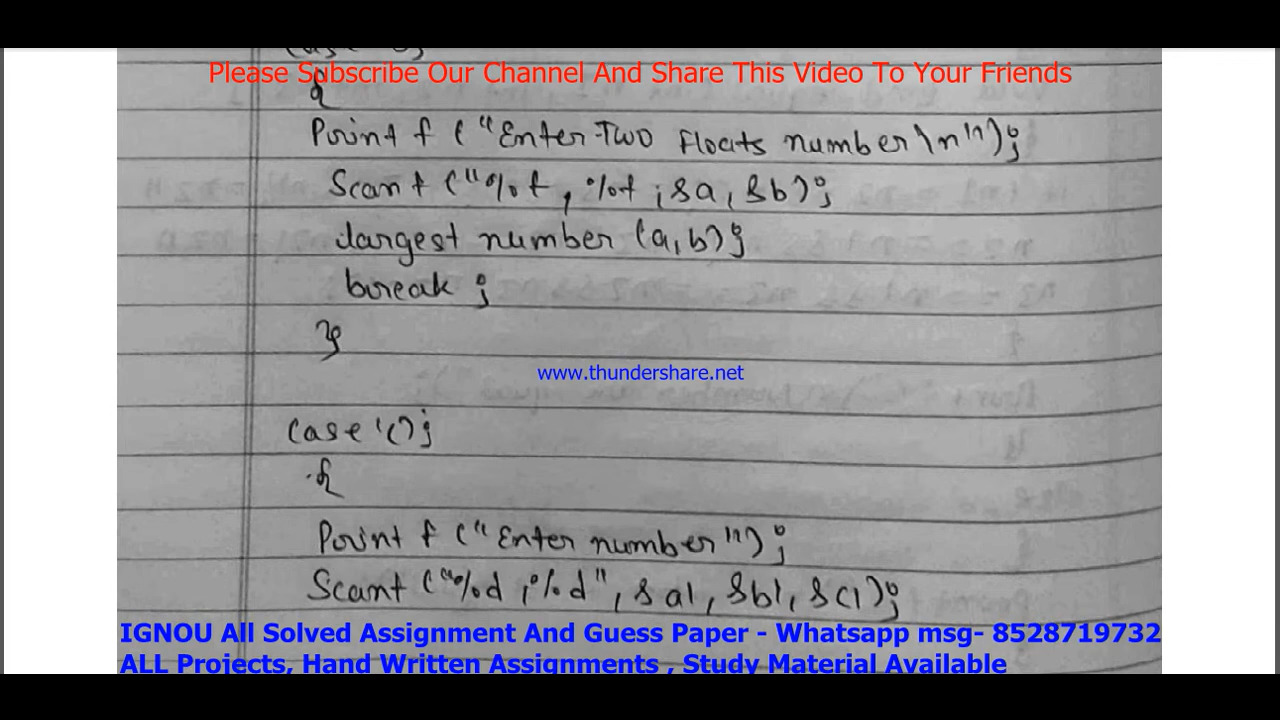 Please Subscribe Our Channel And Share This Video To Your Friends
{
Point f ("Enter Two Floats number \n");
Scanf ("%f, %f, &a, &b);
largest number (a,b);
break;
}
www.thundershare.net
case 'c';
{
Point f ("Enter number");
Scanf ("%d, %d", &a1, &b1, &c1);
IGNOU All Solved Assignment And Guess Paper - Whatsapp msg- 8528719732
ALL Projects, Hand Written Assignments , Study Material Available